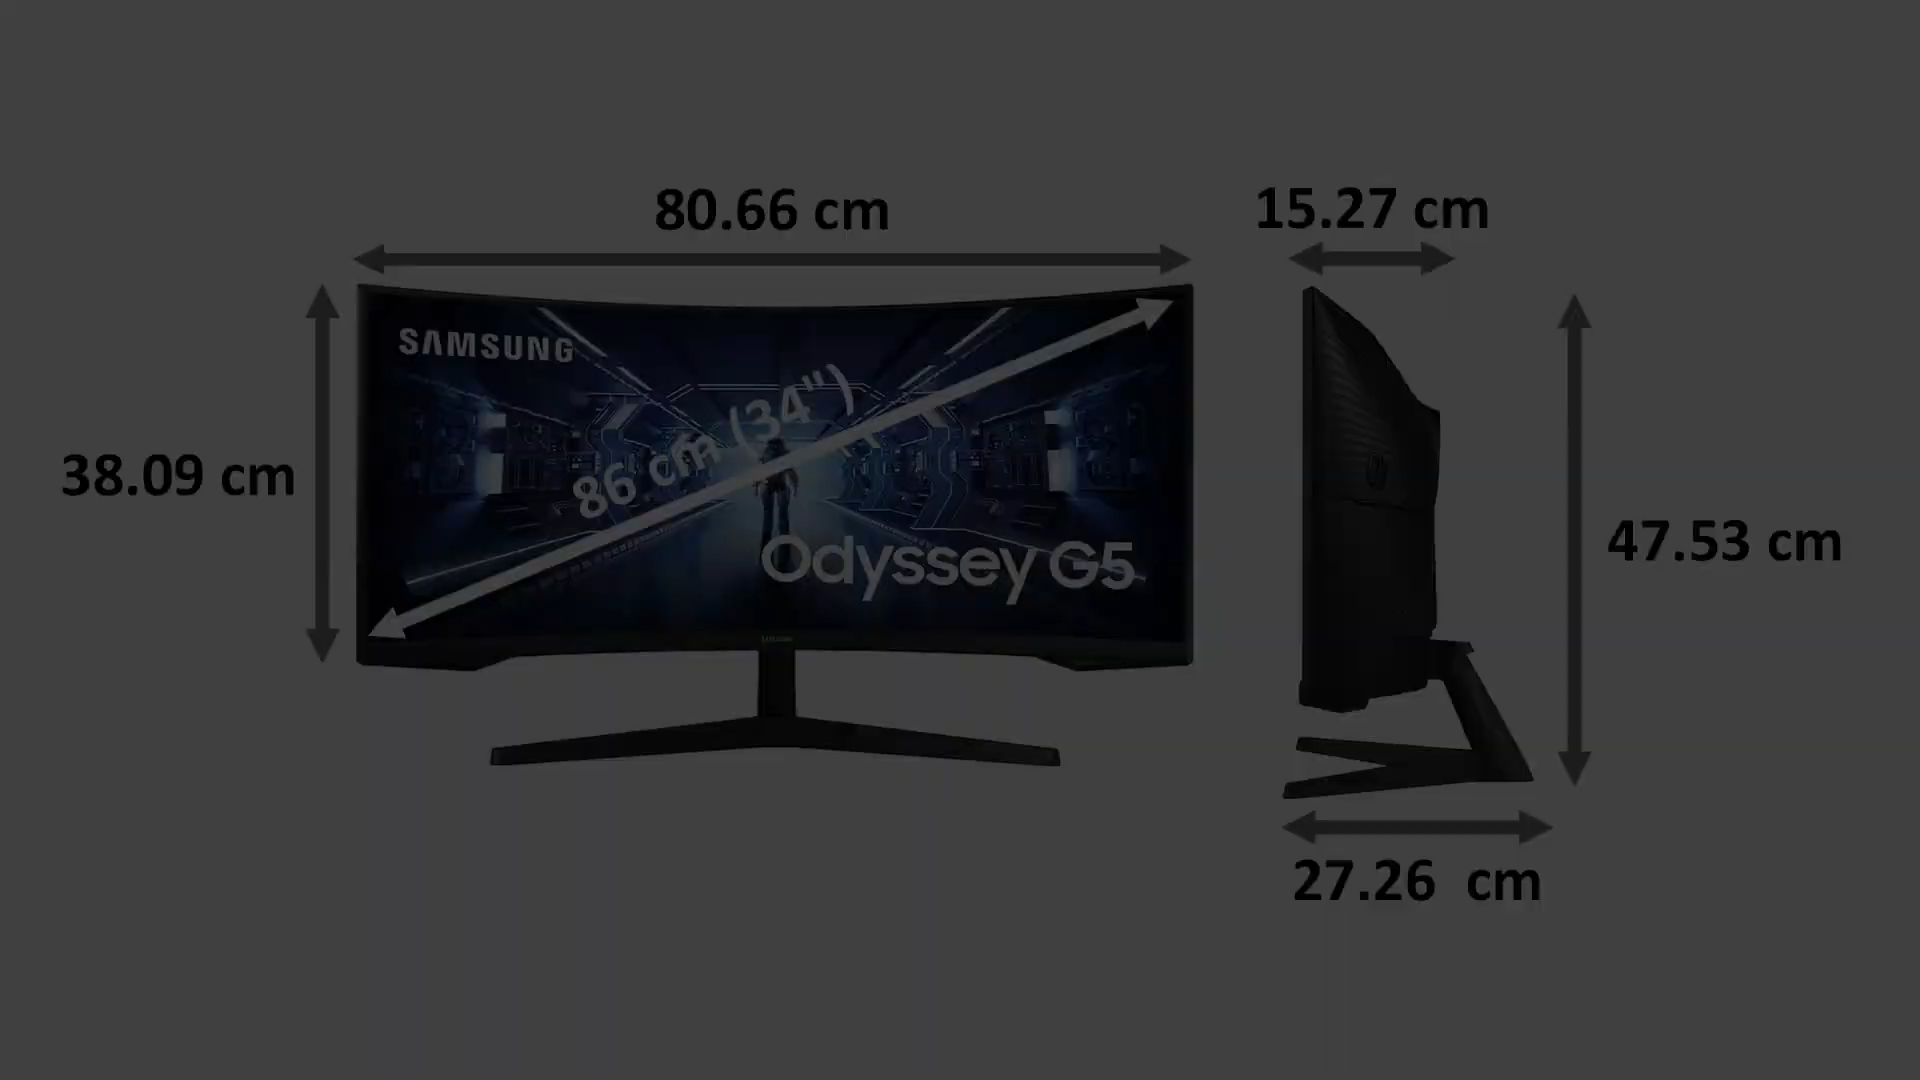 80.66 cm
15.27 cm
SAMSUNG
86 cm (34")
38.09 cm
Odyssey G5
47.53 cm
27.26 cm